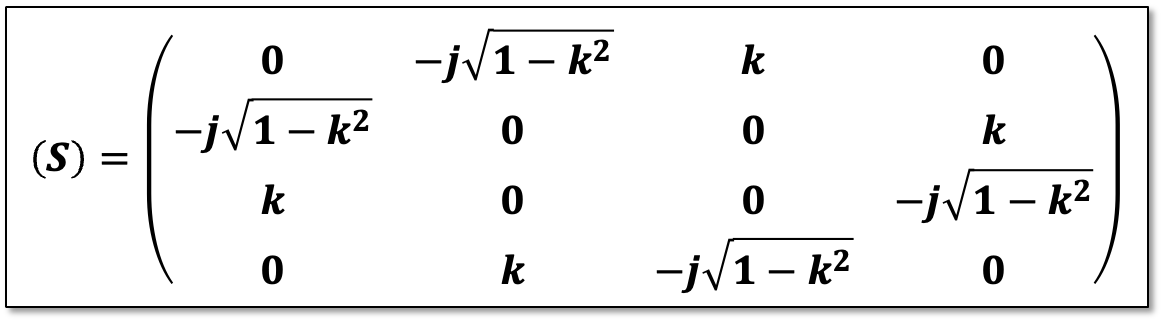 0 -j√1 - k² k 0
-j√1 - k² 0 0 k
(S) =
k 0 0 -j√1 - k²
0 k -j√1 - k² 0